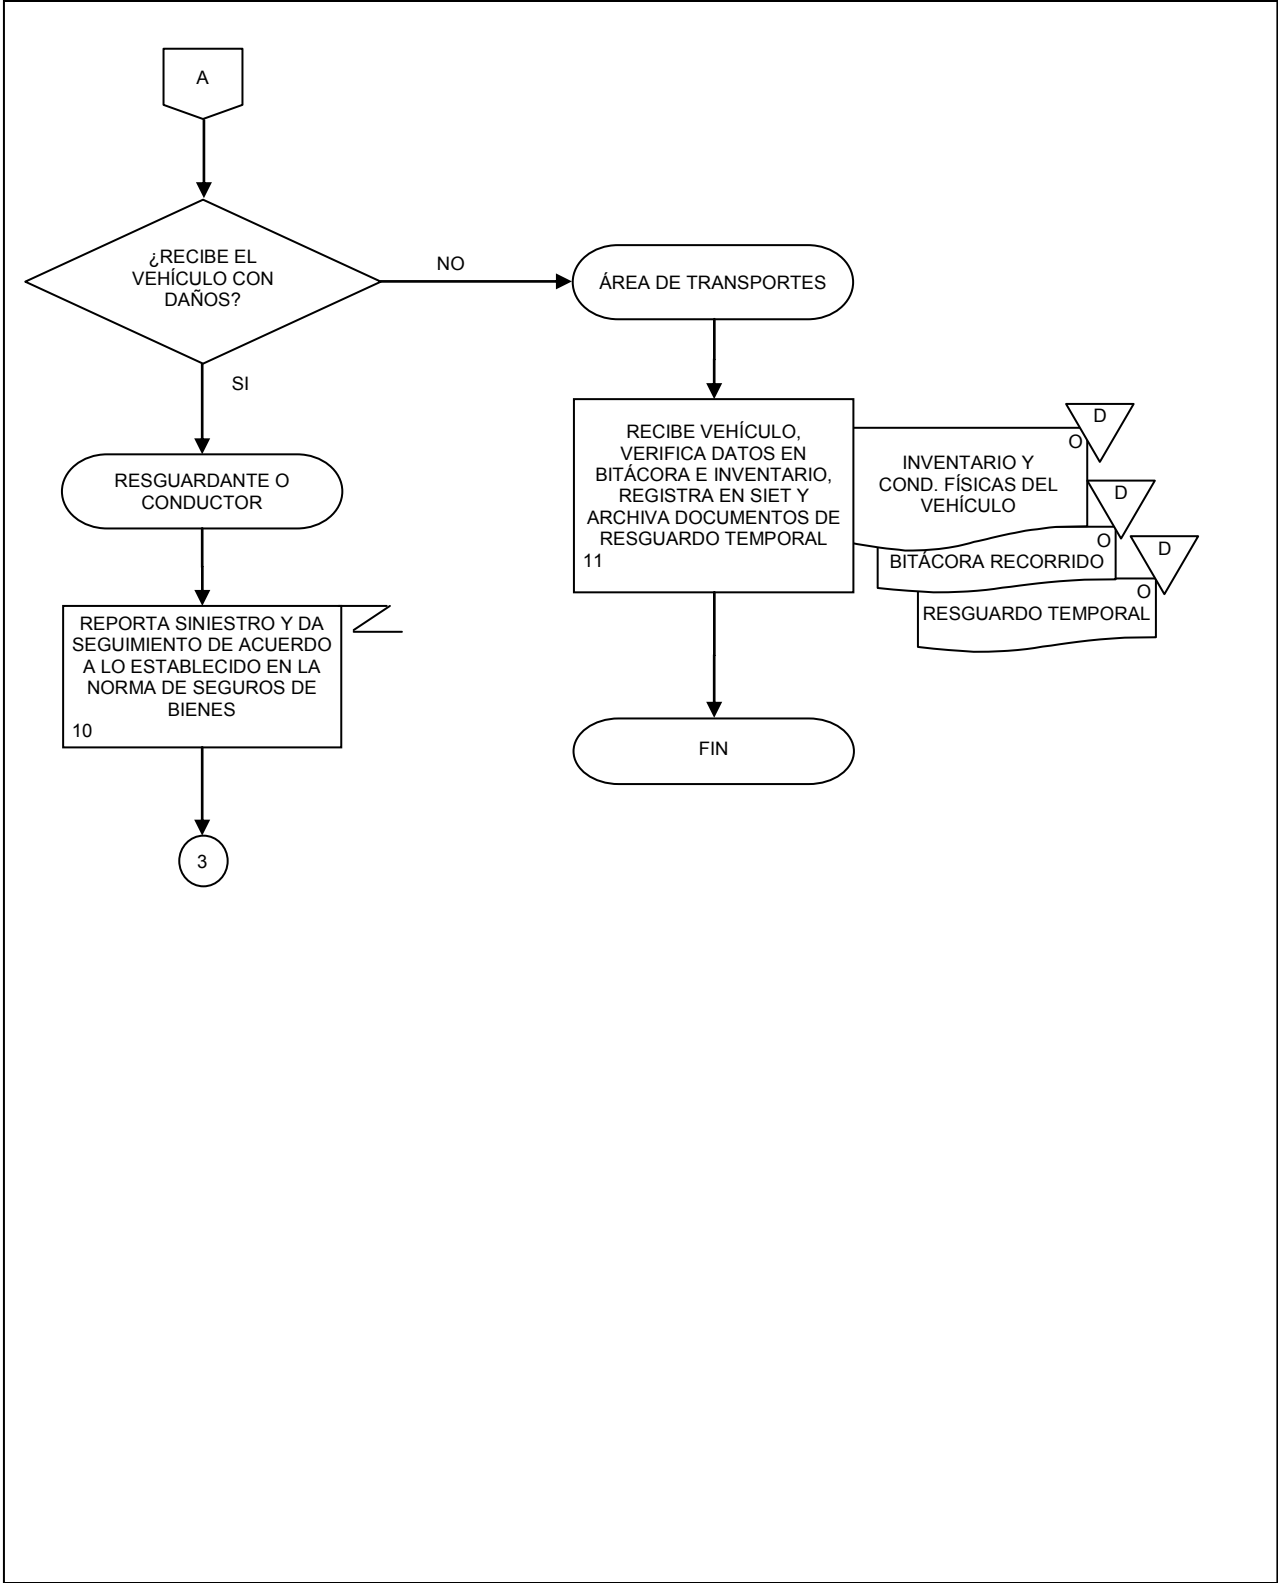 A
¿RECIBE EL
VEHÍCULO CON
DAÑOS?
NO
SI
ÁREA DE TRANSPORTES
RESGUARDANTE O
CONDUCTOR
REPORTA SINIESTRO Y DA
SEGUIMIENTO DE ACUERDO
A LO ESTABLECIDO EN LA
NORMA DE SEGUROS DE
BIENES
10
3
RECIBE VEHÍCULO,
VERIFICA DATOS EN
BITÁCORA E INVENTARIO,
REGISTRA EN SIET Y
ARCHIVA DOCUMENTOS DE
RESGUARDO TEMPORAL
11
D
O
INVENTARIO Y
COND. FÍSICAS DEL
VEHÍCULO
D
O
BITÁCORA RECORRIDO
D
O
RESGUARDO TEMPORAL
FIN